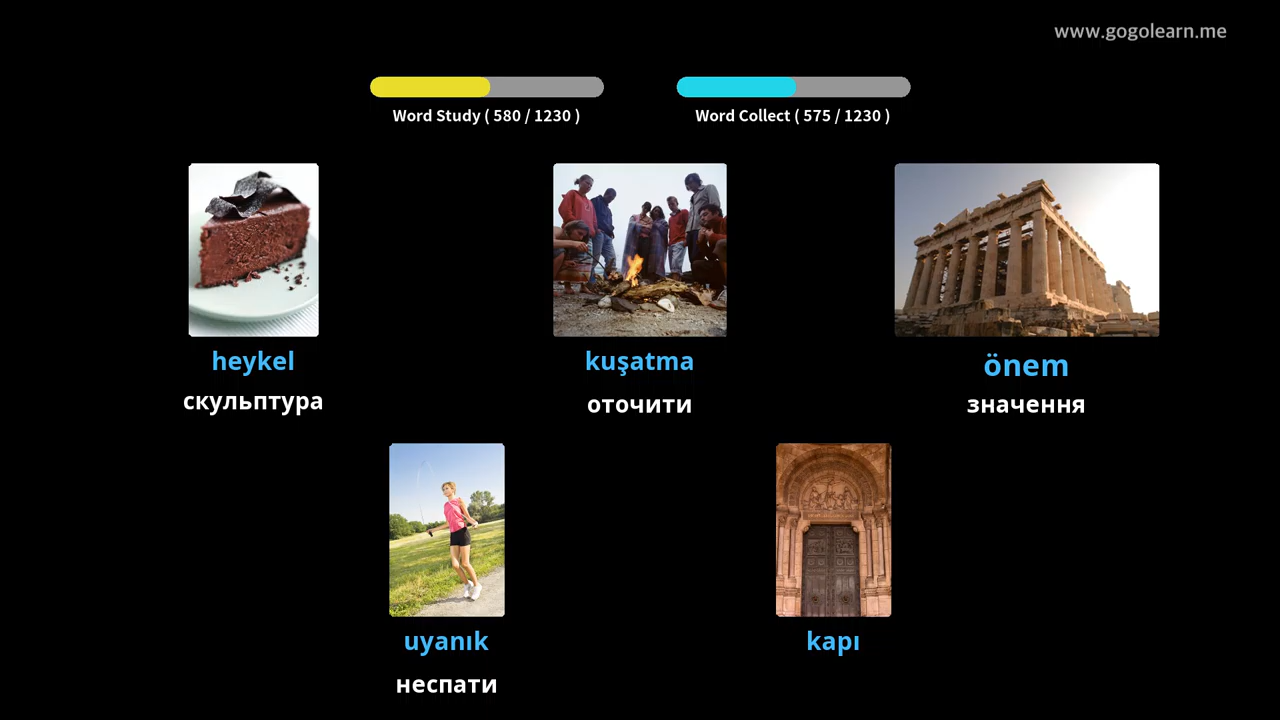 www.gogolearn.me
Word Study ( 580 / 1230 )
Word Collect ( 575 / 1230 )
heykel
kuşatma
önem
скульптура
оточити
значення
uyanık
kapı
неспати